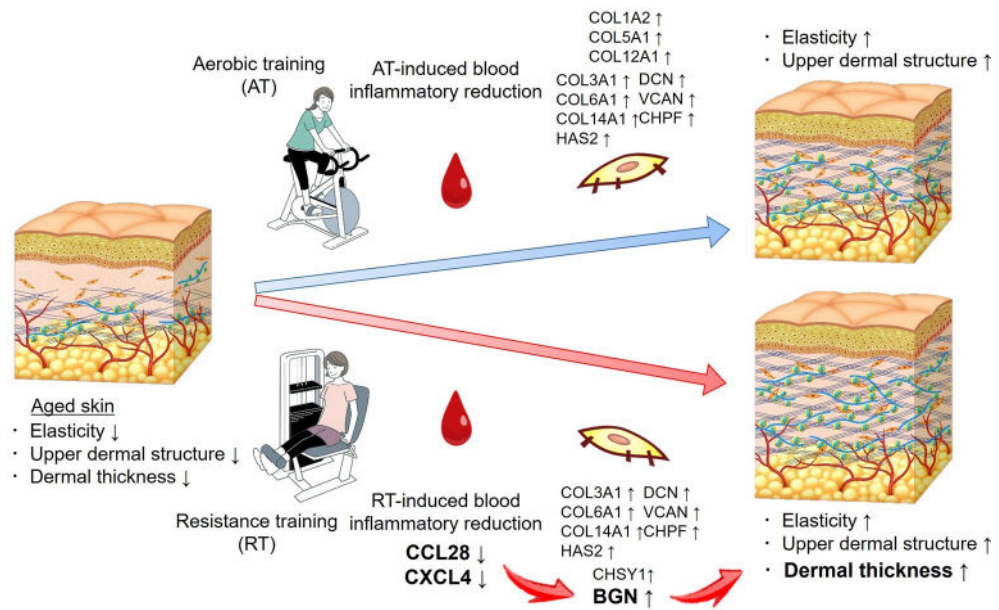 Aerobic training
(AT)
AT-induced blood
inflammatory reduction
COL1A2 ↑
COL5A1 ↑
COL12A1 ↑
COL3A1 ↑ DCN ↑
COL6A1 ↑ VCAN ↑
COL14A1 ↑ CHPF ↑
HAS2 ↑
· Elasticity ↑
· Upper dermal structure ↑
Aged skin
· Elasticity ↓
· Upper dermal structure ↓
· Dermal thickness ↓
Resistance training
(RT)
RT-induced blood
inflammatory reduction
CCL28 ↓
CXCL4 ↓
COL3A1 ↑ DCN ↑
COL6A1 ↑ VCAN ↑
COL14A1 ↑ CHPF ↑
HAS2 ↑
CHSY1↑
BGN ↑
· Elasticity ↑
· Upper dermal structure ↑
· Dermal thickness ↑